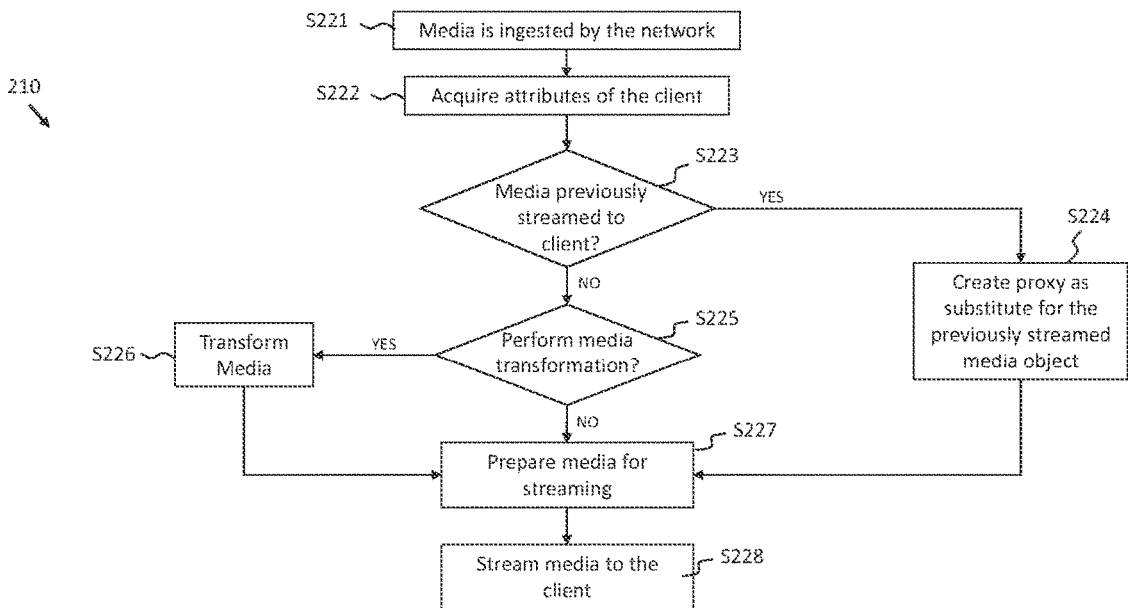 S221
Media is ingested by the network
210
S222
Acquire attributes of the client
S223
Media previously
streamed to
client?
YES
S224
Create proxy as
substitute for the
previously streamed
media object
NO
S225
Perform media
transformation?
YES
S226
Transform
Media
NO
S227
Prepare media for
streaming
S228
Stream media to the
client